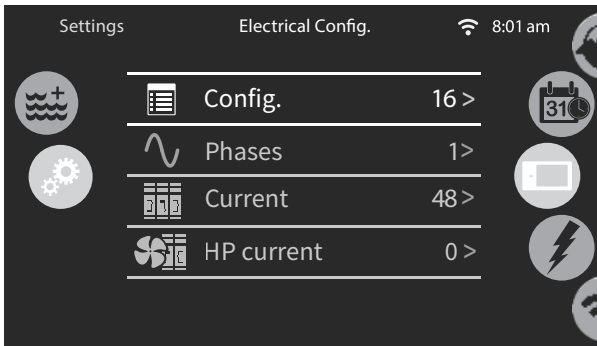 Settings Electrical Config. 8:01 am
Config. 16 >
31
Phases 1>
Current 48 >
HP current 0 >